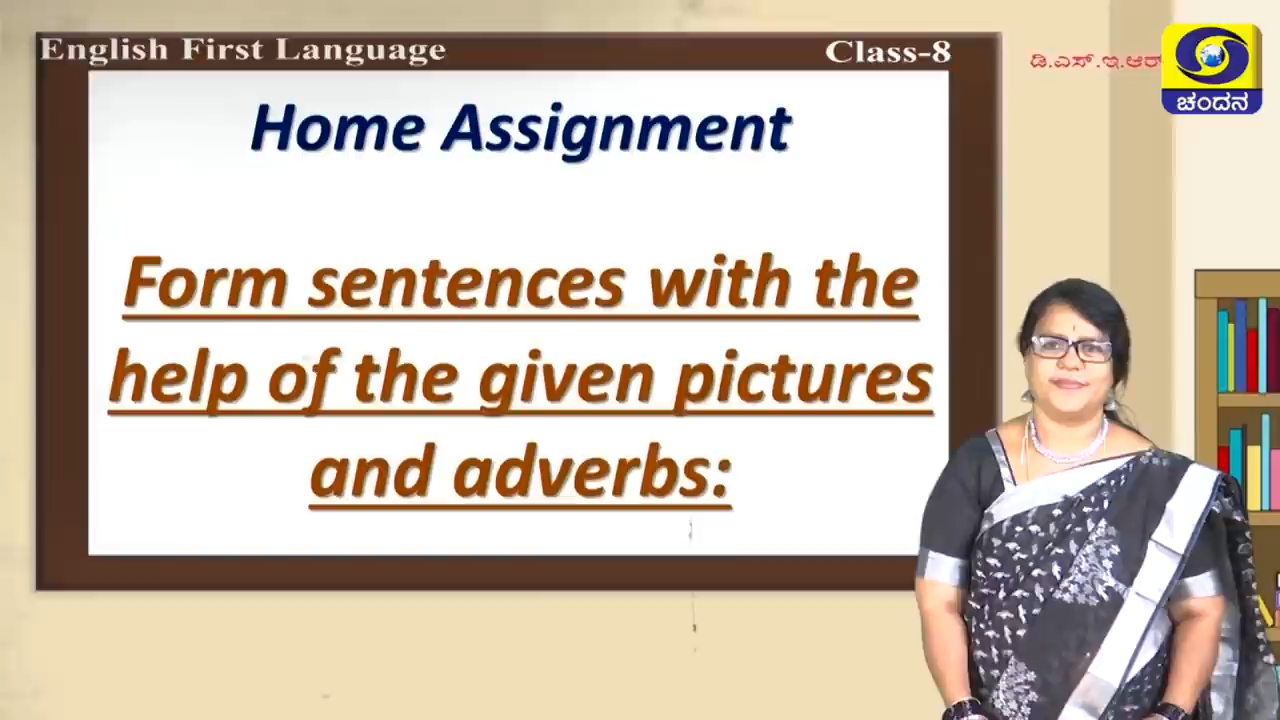 English First Language
Class-8
ಡಿ.ಎಸ್.ಇ.ಆರ್
ಚಂದನ
Home Assignment
Form sentences with the
help of the given pictures
and adverbs: